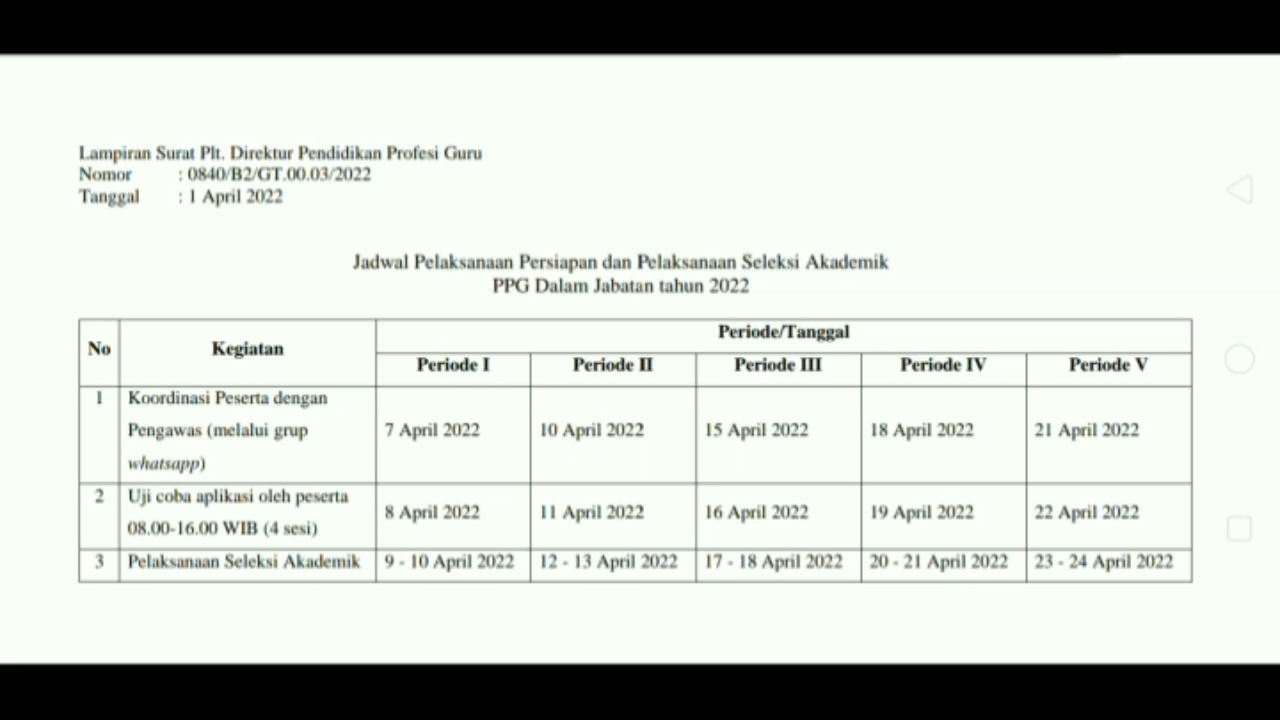 Lampiran Surat Plt. Direktur Pendidikan Profesi Guru
Nomor : 0840/B2/GT.00.03/2022
Tanggal : 1 April 2022
Jadwal Pelaksanaan Persiapan dan Pelaksanaan Seleksi Akademik
PPG Dalam Jabatan tahun 2022
No Kegiatan Periode/Tanggal
Periode I Periode II Periode III Periode IV Periode V
1 Koordinasi Peserta dengan
Pengawas (melalui grup
whatsapp)
7 April 2022 10 April 2022 15 April 2022 18 April 2022 21 April 2022
2 Uji coba aplikasi oleh peserta
08.00-16.00 WIB (4 sesi)
8 April 2022 11 April 2022 16 April 2022 19 April 2022 22 April 2022
3 Pelaksanaan Seleksi Akademik 9 - 10 April 2022 12 - 13 April 2022 17 - 18 April 2022 20 - 21 April 2022 23 - 24 April 2022